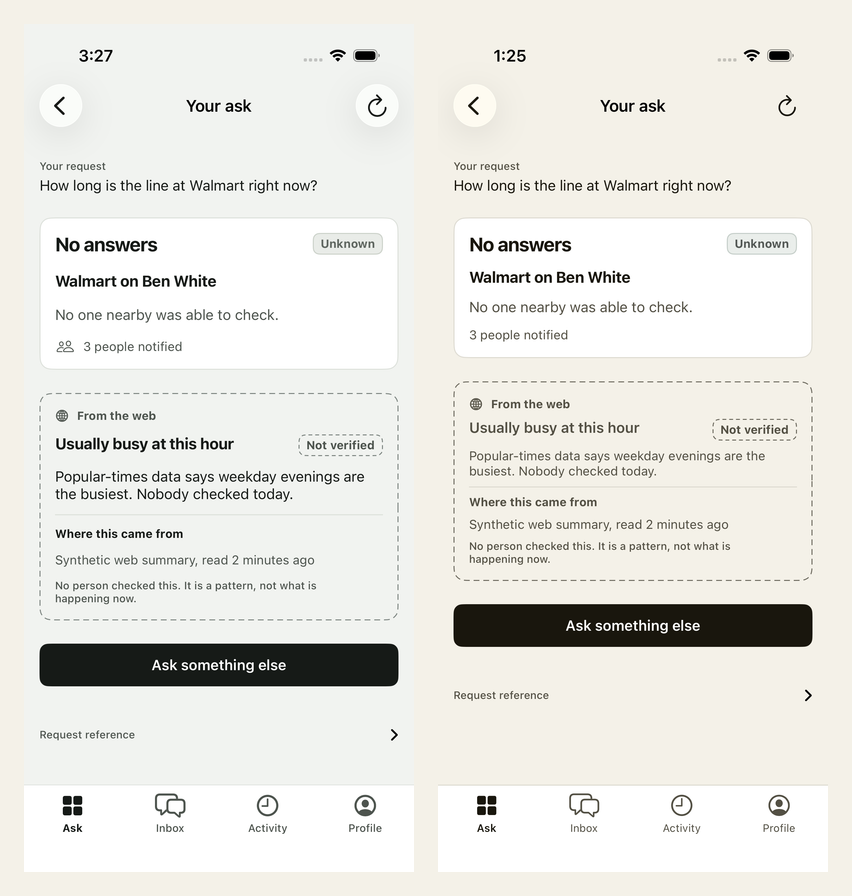 3:27
Your ask
Your request
How long is the line at Walmart right now?
No answers
Unknown
Walmart on Ben White
No one nearby was able to check.
3 people notified
From the web
Usually busy at this hour
Not verified
Popular-times data says weekday evenings are
the busiest. Nobody checked today.
Where this came from
Synthetic web summary, read 2 minutes ago
No person checked this. It is a pattern, not what is
happening now.
Ask something else
Request reference
Ask
Inbox
Activity
Profile
1:25
Your ask
Your request
How long is the line at Walmart right now?
No answers
Unknown
Walmart on Ben White
No one nearby was able to check.
3 people notified
From the web
Usually busy at this hour
Not verified
Popular-times data says weekday evenings are the
busiest. Nobody checked today.
Where this came from
Synthetic web summary, read 2 minutes ago
No person checked this. It is a pattern, not what is
happening now.
Ask something else
Request reference
Ask
Inbox
Activity
Profile